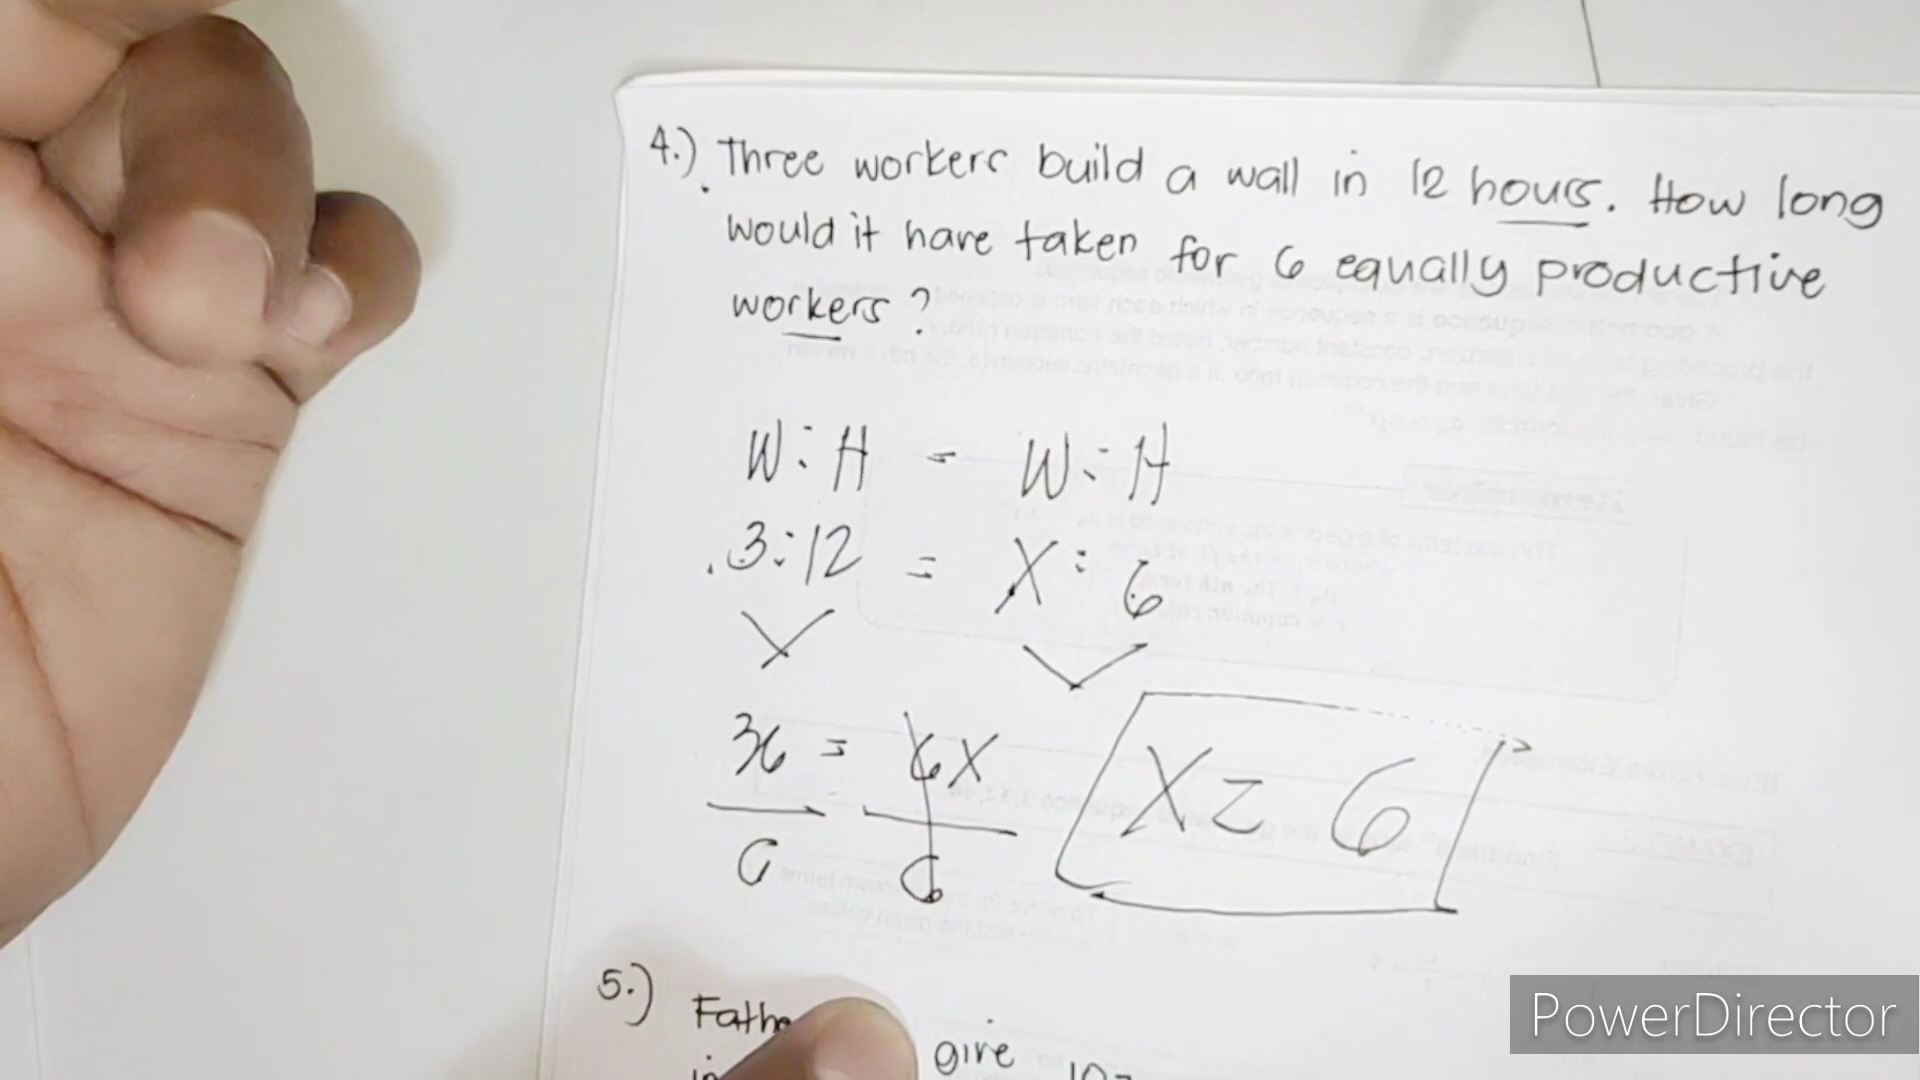 4.) Three workers build a wall in 12 hours. How long
would it have taken for 6 equally productive
workers?
W:H = W:H
3:12 = X:6
36 = 6X
6 6
X = 6
5.) 
give
PowerDirector